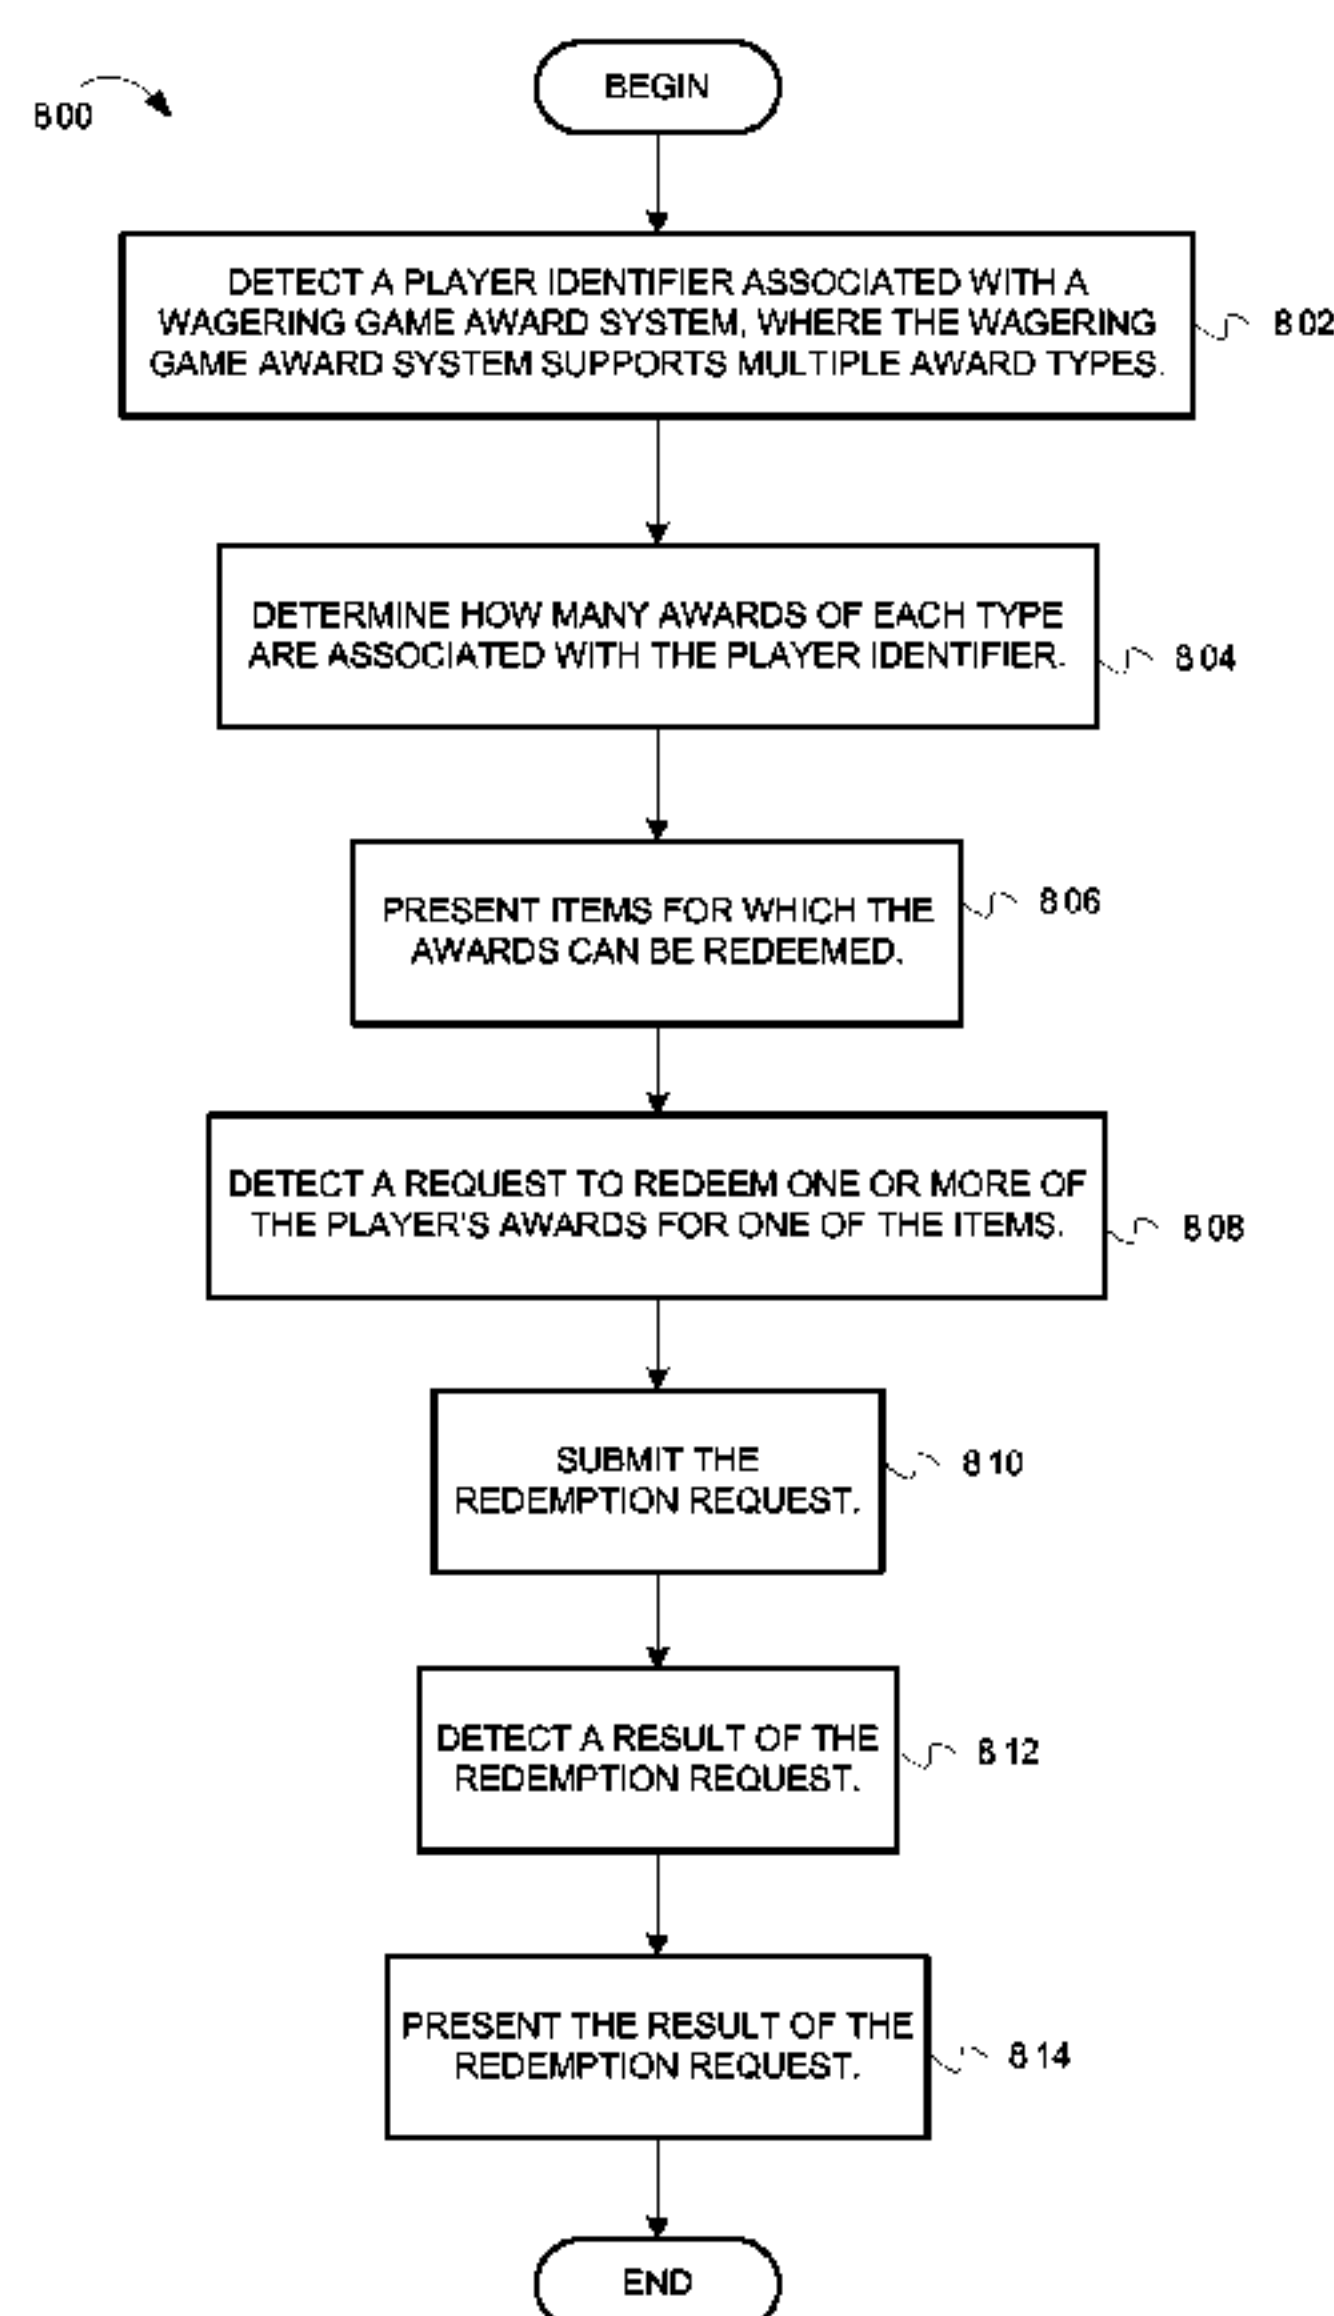 800
BEGIN
DETECT A PLAYER IDENTIFIER ASSOCIATED WITH A
WAGERING GAME AWARD SYSTEM, WHERE THE WAGERING
GAME AWARD SYSTEM SUPPORTS MULTIPLE AWARD TYPES.
802
DETERMINE HOW MANY AWARDS OF EACH TYPE
ARE ASSOCIATED WITH THE PLAYER IDENTIFIER.
804
PRESENT ITEMS FOR WHICH THE
AWARDS CAN BE REDEEMED.
806
DETECT A REQUEST TO REDEEM ONE OR MORE OF
THE PLAYER'S AWARDS FOR ONE OF THE ITEMS.
808
SUBMIT THE
REDEMPTION REQUEST.
810
DETECT A RESULT OF THE
REDEMPTION REQUEST.
812
PRESENT THE RESULT OF THE
REDEMPTION REQUEST.
814
END